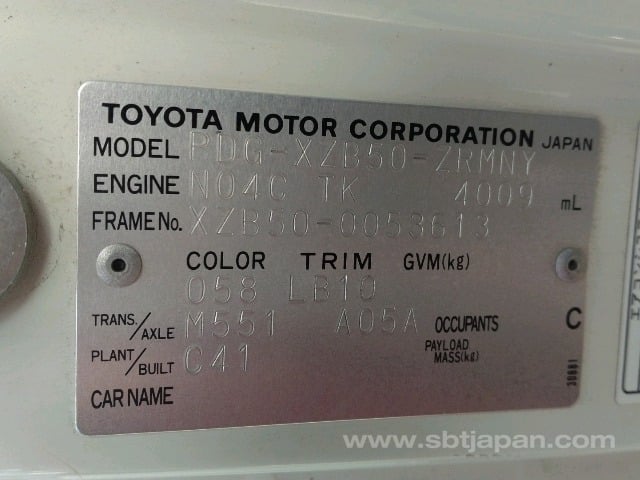 TOYOTA MOTOR CORPORATION JAPAN
MODEL PDG-XZB50-ZRMNY
ENGINE N04C TK 4009 mL
FRAME No. XZB50-0053613
COLOR TRIM GVM(kg)
058 LB10
TRANS./AXLE M551 A05A OCCUPANTS C
PLANT/BUILT C41 PAYLOAD MASS(kg)
CAR NAME
www.sbtjapan.com